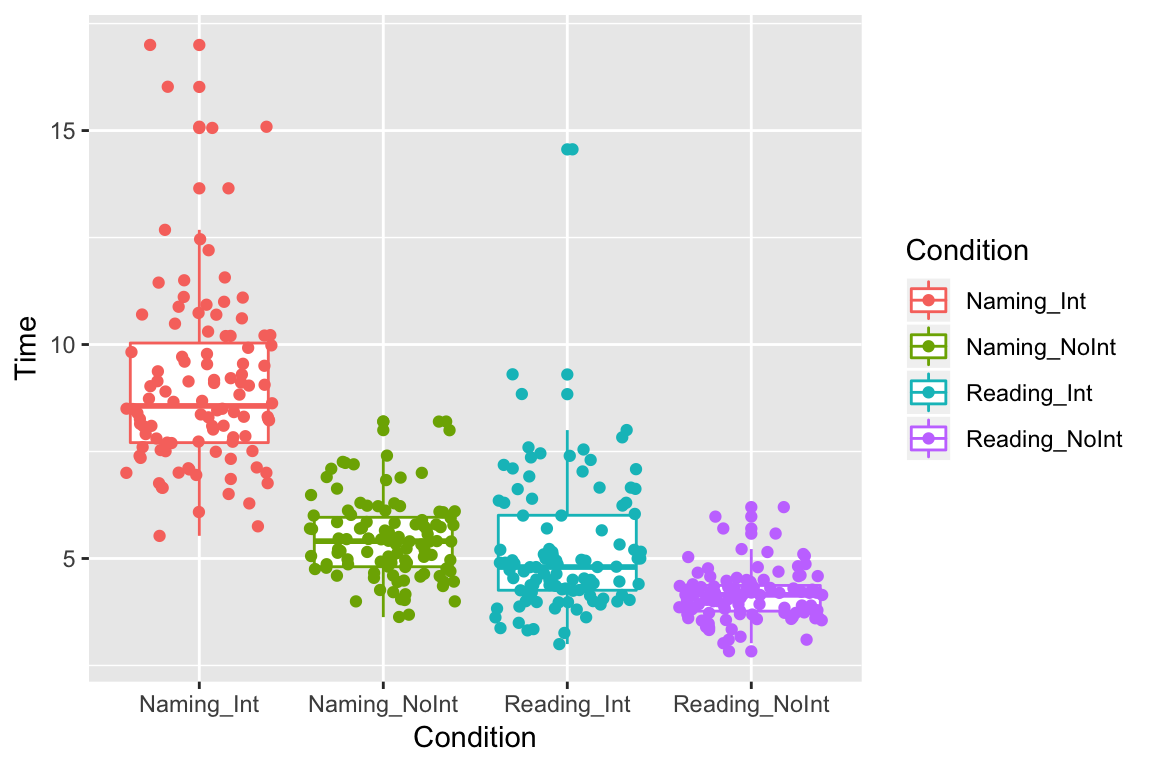 15
10
5
Time
Naming_Int
Naming_NoInt
Reading_Int
Reading_NoInt
Condition
Condition
Naming_Int
Naming_NoInt
Reading_Int
Reading_NoInt